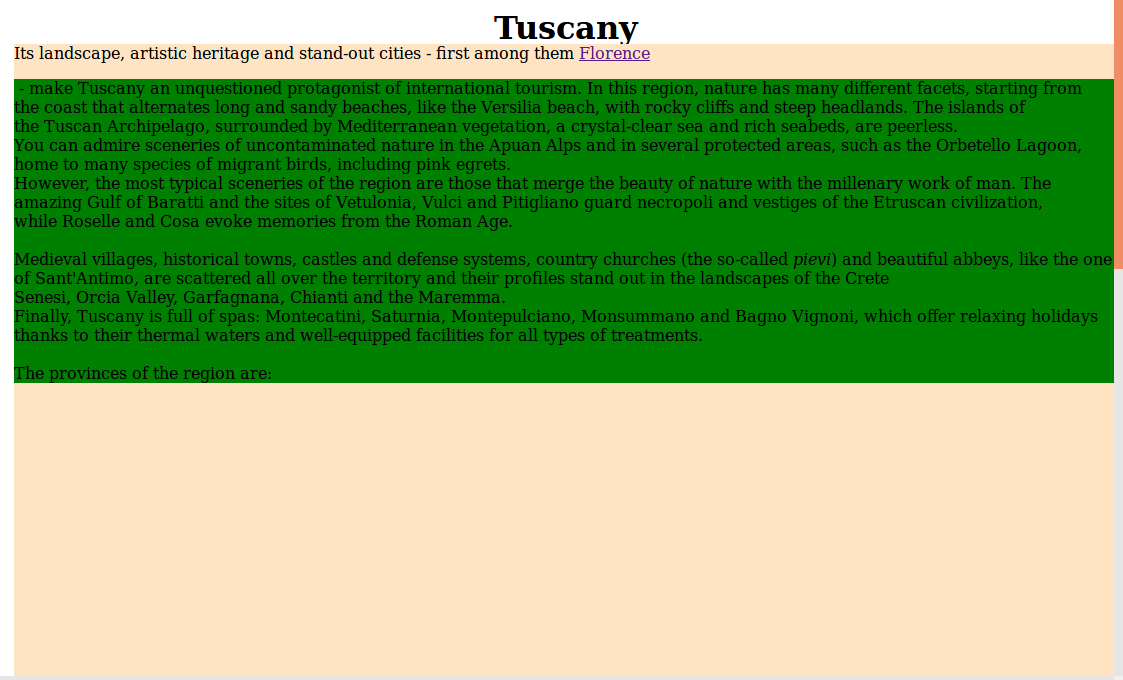 Tuscany
Its landscape, artistic heritage and stand-out cities - first among them Florence
- make Tuscany an unquestioned protagonist of international tourism. In this region, nature has many different facets, starting from
the coast that alternates long and sandy beaches, like the Versilia beach, with rocky cliffs and steep headlands. The islands of
the Tuscan Archipelago, surrounded by Mediterranean vegetation, a crystal-clear sea and rich seabeds, are peerless.
You can admire sceneries of uncontaminated nature in the Apuan Alps and in several protected areas, such as the Orbetello Lagoon,
home to many species of migrant birds, including pink egrets.
However, the most typical sceneries of the region are those that merge the beauty of nature with the millenary work of man. The
amazing Gulf of Baratti and the sites of Vetulonia, Vulci and Pitigliano guard necropoli and vestiges of the Etruscan civilization,
while Roselle and Cosa evoke memories from the Roman Age.
Medieval villages, historical towns, castles and defense systems, country churches (the so-called pievi) and beautiful abbeys, like the one
of Sant'Antimo, are scattered all over the territory and their profiles stand out in the landscapes of the Crete
Senesi, Orcia Valley, Garfagnana, Chianti and the Maremma.
Finally, Tuscany is full of spas: Montecatini, Saturnia, Montepulciano, Monsummano and Bagno Vignoni, which offer relaxing holidays
thanks to their thermal waters and well-equipped facilities for all types of treatments.
The provinces of the region are: